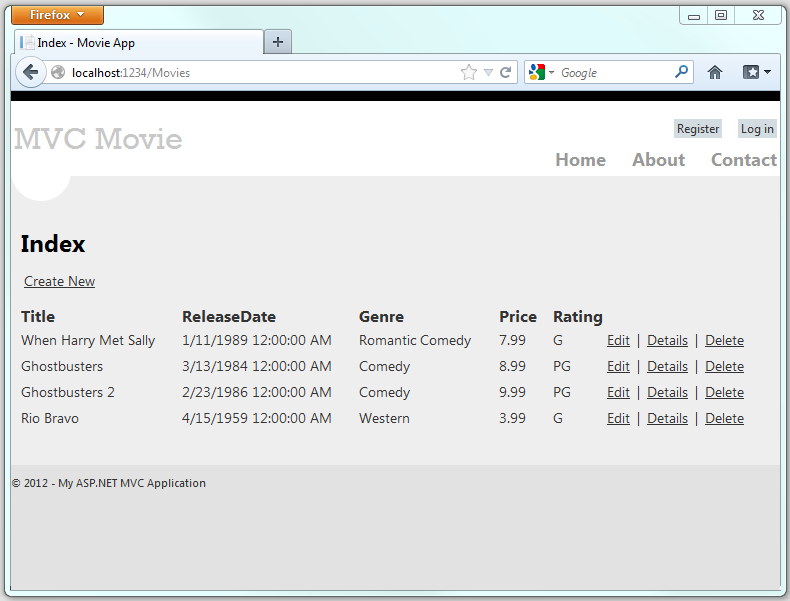 Firefox
Index - Movie App
localhost:1234/Movies
Google
Register Log in
MVC Movie
Home About Contact
Index
Create New
Title ReleaseDate Genre Price Rating
When Harry Met Sally 1/11/1989 12:00:00 AM Romantic Comedy 7.99 G Edit | Details | Delete
Ghostbusters 3/13/1984 12:00:00 AM Comedy 8.99 PG Edit | Details | Delete
Ghostbusters 2 2/23/1986 12:00:00 AM Comedy 9.99 PG Edit | Details | Delete
Rio Bravo 4/15/1959 12:00:00 AM Western 3.99 G Edit | Details | Delete
© 2012 - My ASP.NET MVC Application